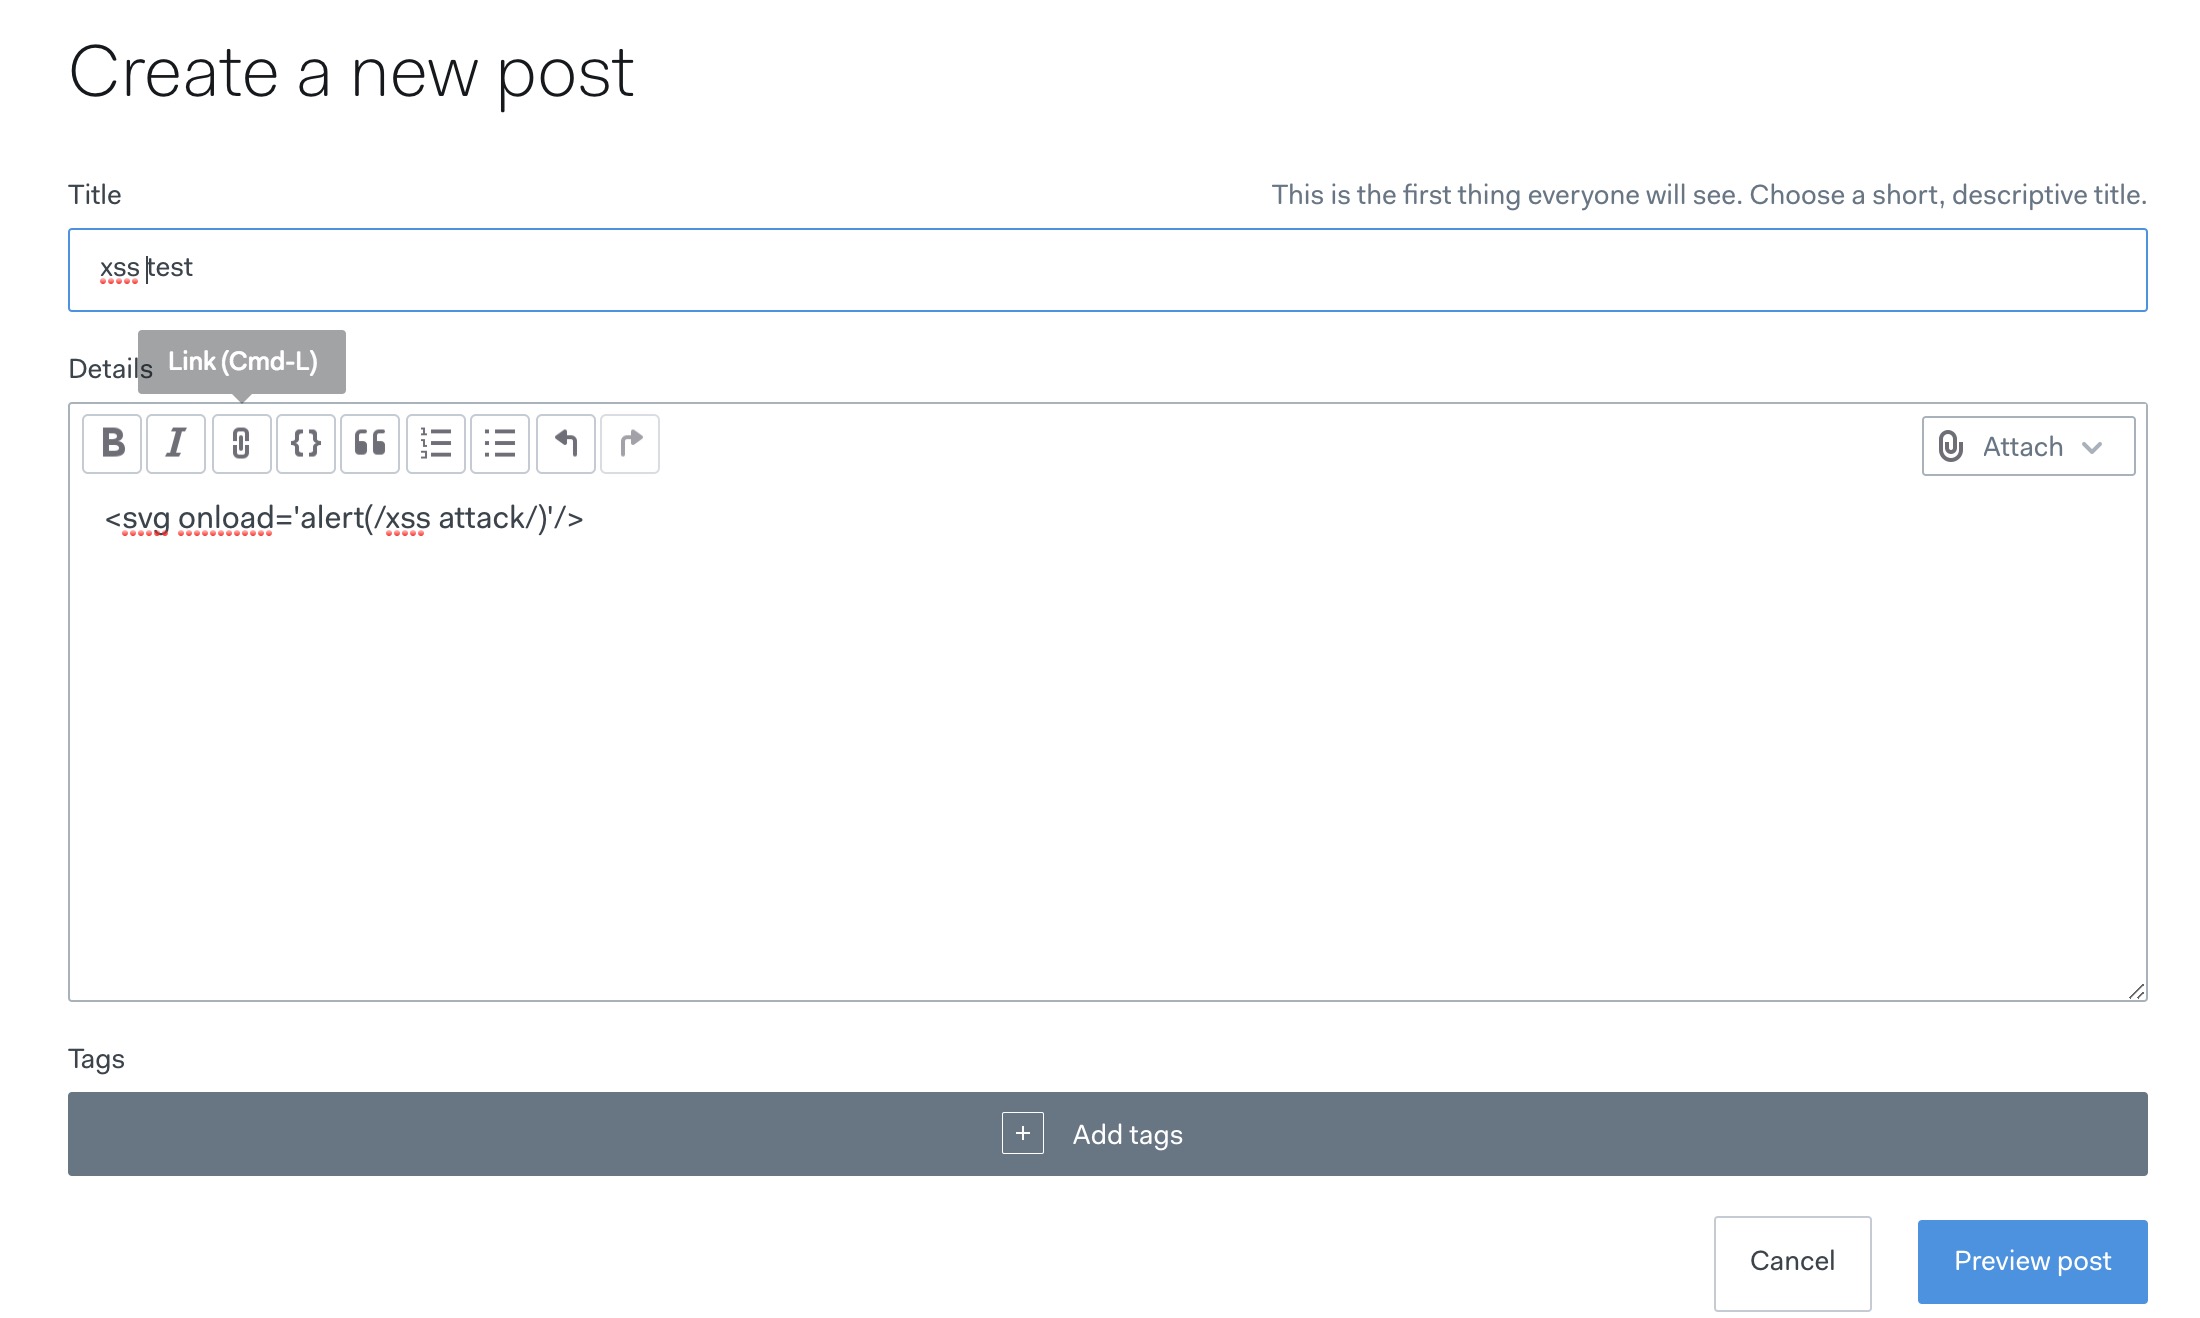 Create a new post
Title
This is the first thing everyone will see. Choose a short, descriptive title.
xss test
Details
Link (Cmd-L)
B I {} 
Attach
<svg onload='alert(/xss attack/)'/>
Tags
+ Add tags
Cancel
Preview post